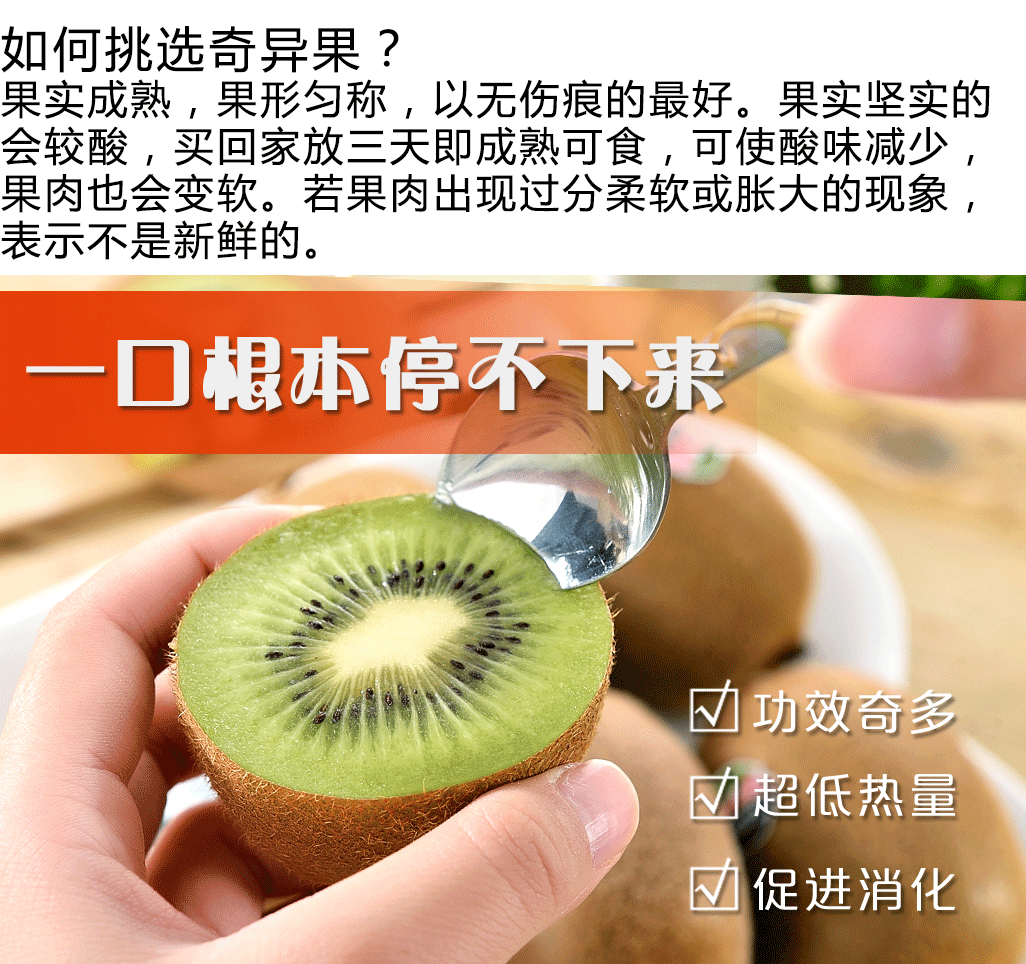 如何挑选奇异果？
果实成熟，果形匀称，以无伤痕的最好。果实坚实的
会较酸，买回家放三天即成熟可食，可使酸味减少，
果肉也会变软。若果肉出现过分柔软或胀大的现象，
表示不是新鲜的。
一口根本停不下来
功效奇多
超低热量
促进消化